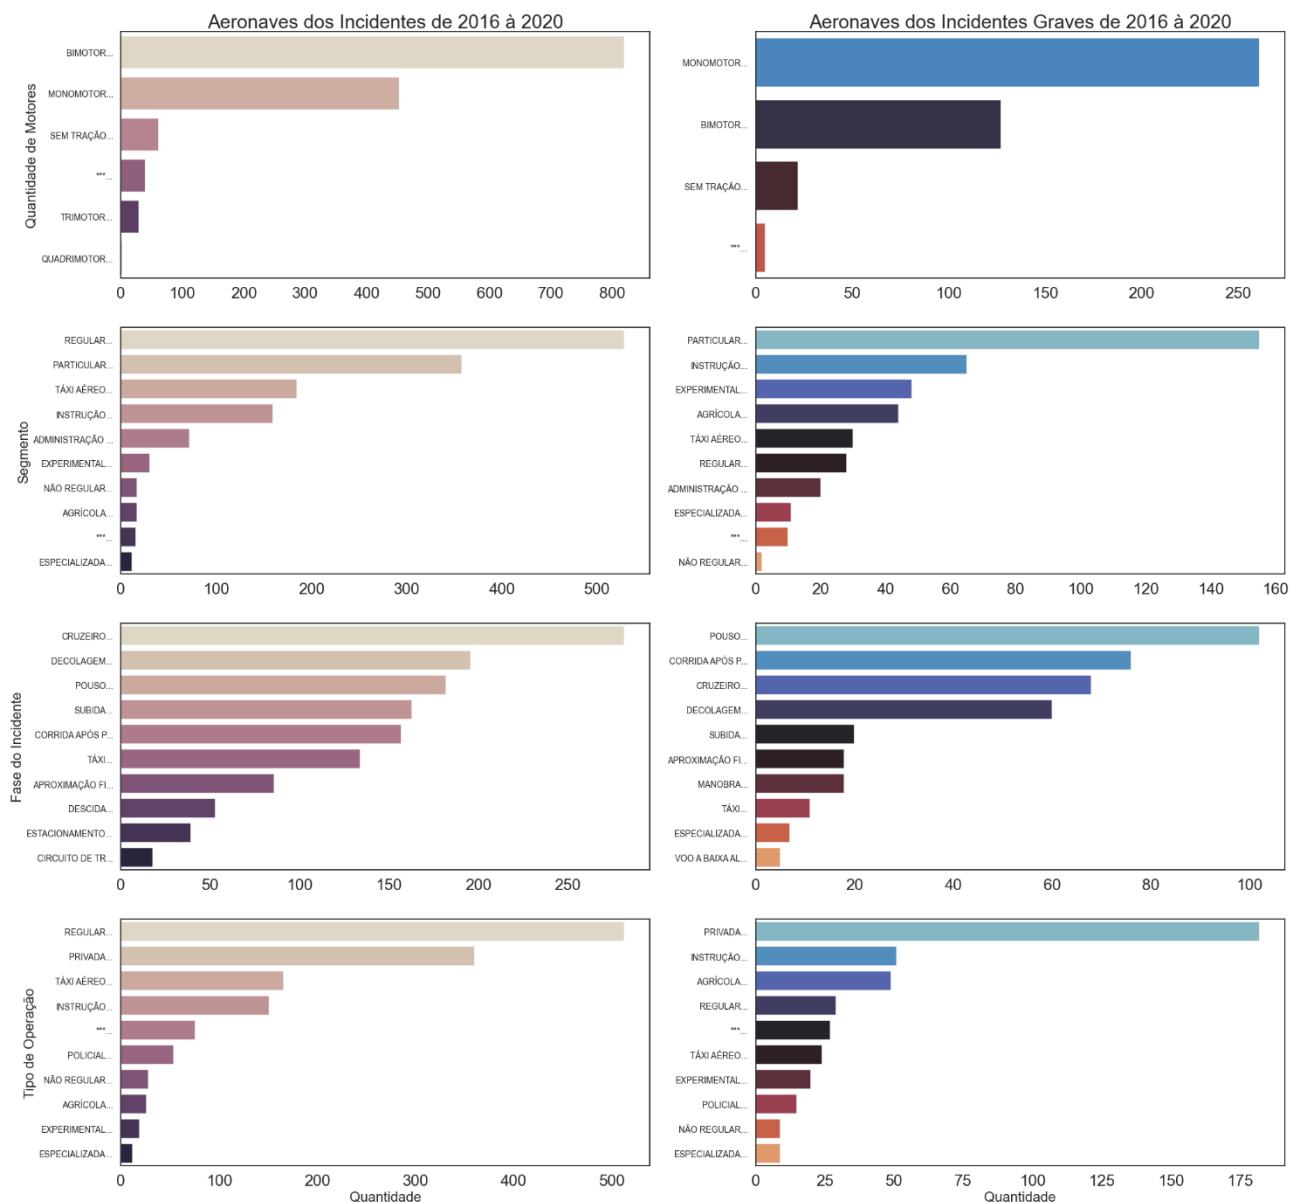 Aeronaves dos Incidentes de 2016 à 2020
Quantidade de Motores
BIMOTOR...
MONOMOTOR...
SEM TRAÇÃO...
***...
TRIMOTOR...
QUADRIMOTOR...
0 100 200 300 400 500 600 700 800
Aeronaves dos Incidentes Graves de 2016 à 2020
MONOMOTOR...
BIMOTOR...
SEM TRAÇÃO...
***...
0 50 100 150 200 250
Segmento
REGULAR...
PARTICULAR...
TÁXI AÉREO...
INSTRUÇÃO...
ADMINISTRAÇÃO ...
EXPERIMENTAL...
NÃO REGULAR...
AGRÍCOLA...
***...
ESPECIALIZADA...
0 100 200 300 400 500
PARTICULAR...
INSTRUÇÃO...
EXPERIMENTAL...
AGRÍCOLA...
TÁXI AÉREO...
REGULAR...
ADMINISTRAÇÃO ...
ESPECIALIZADA...
***...
NÃO REGULAR...
0 20 40 60 80 100 120 140 160
Fase do Incidente
CRUZEIRO...
DECOLAGEM...
POUSO...
SUBIDA...
CORRIDA APÓS P...
TÁXI...
APROXIMAÇÃO FI...
DESCIDA...
ESTACIONAMENTO...
CIRCUITO DE TR...
0 50 100 150 200 250
POUSO...
CORRIDA APÓS P...
CRUZEIRO...
DECOLAGEM...
SUBIDA...
APROXIMAÇÃO FI...
MANOBRA...
TÁXI...
ESPECIALIZADA...
VOO A BAIXA AL...
0 20 40 60 80 100
Tipo de Operação
REGULAR...
PRIVADA...
TÁXI AÉREO...
INSTRUÇÃO...
***...
POLICIAL...
NÃO REGULAR...
AGRÍCOLA...
EXPERIMENTAL...
ESPECIALIZADA...
0 100 200 300 400 500
Quantidade
PRIVADA...
INSTRUÇÃO...
AGRÍCOLA...
REGULAR...
***...
TÁXI AÉREO...
EXPERIMENTAL...
POLICIAL...
NÃO REGULAR...
ESPECIALIZADA...
0 25 50 75 100 125 150 175
Quantidade